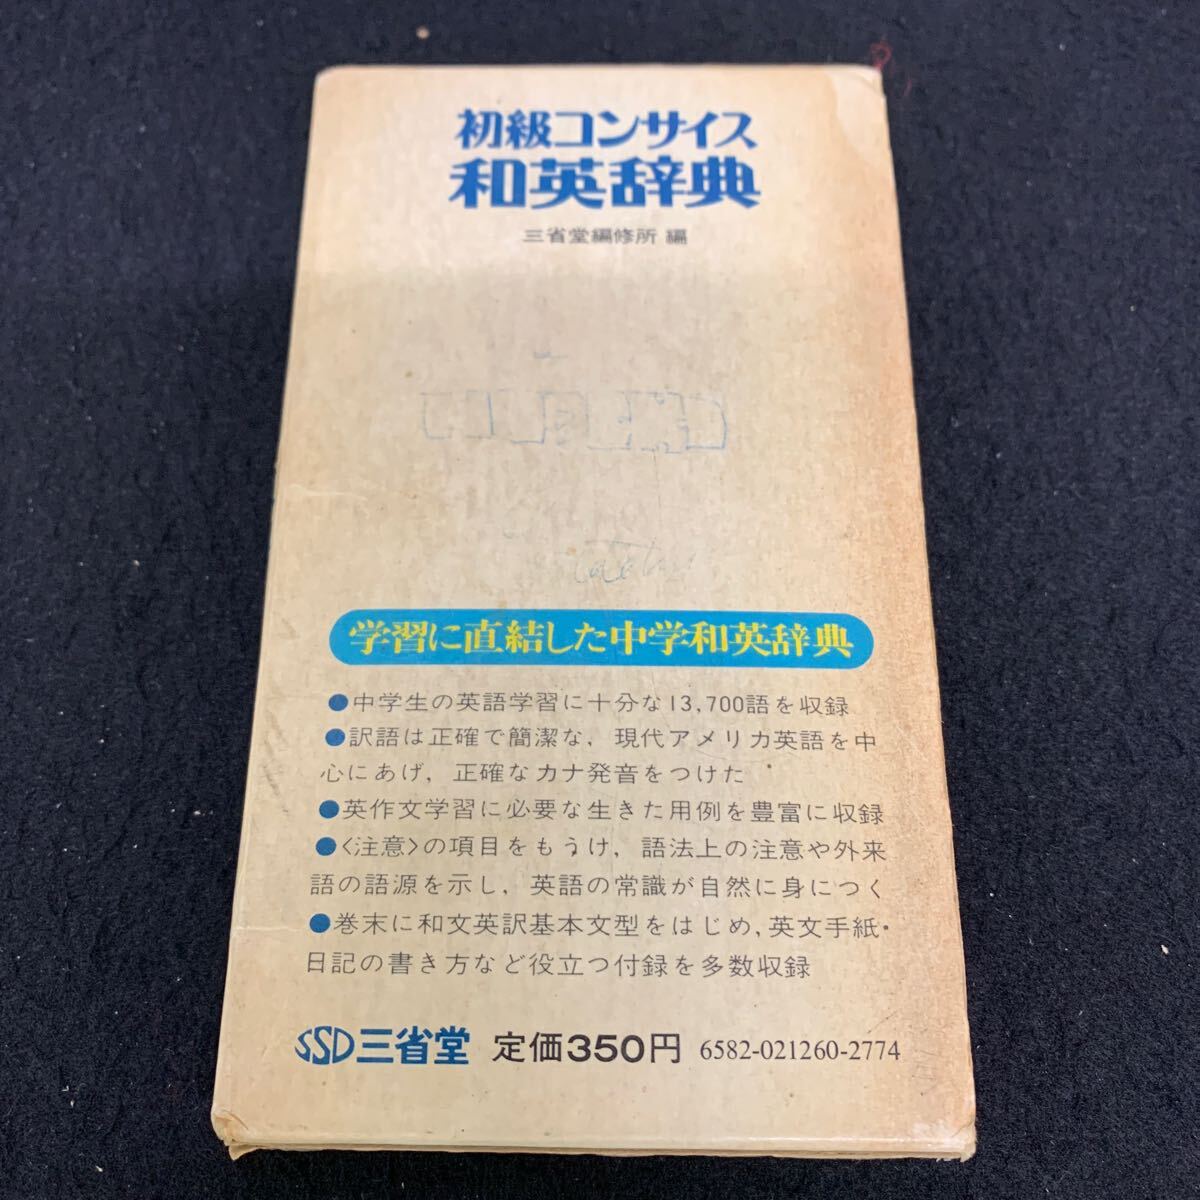 初級コンサイス
和英辞典
三省堂編修所 編
学習に直結した中学和英辞典
●中学生の英語学習に十分な13,700語を収録
●訳語は正確で簡潔な,現代アメリカ英語を中
心にあげ,正確なカナ発音をつけた
●英作文学習に必要な生きた用例を豊富に収録
●〈注意〉の項目をもうけ,語法上の注意や外来
語の語源を示し,英語の常識が自然に身につく
●巻末に和文英訳基本文型をはじめ,英文手紙・
日記の書き方など役立つ付録を多数収録
SSD三省堂 定価350円 6582-021260-2774